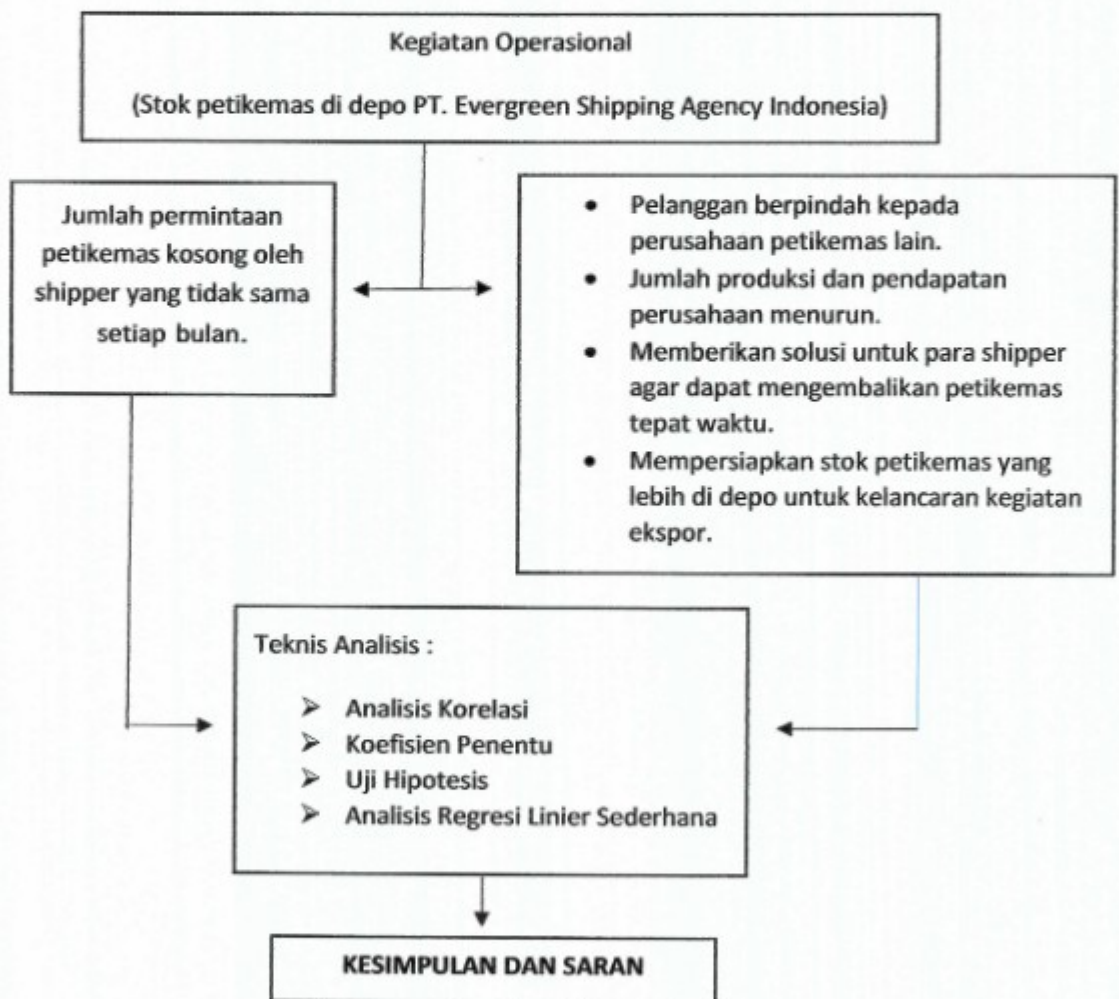 Kegiatan Operasional
(Stok petikemas di depo PT. Evergreen Shipping Agency Indonesia)
Jumlah permintaan
petikemas kosong oleh
shipper yang tidak sama
setiap bulan.
• Pelanggan berpindah kepada
perusahaan petikemas lain.
• Jumlah produksi dan pendapatan
perusahaan menurun.
• Memberikan solusi untuk para shipper
agar dapat mengembalikan petikemas
tepat waktu.
• Mempersiapkan stok petikemas yang
lebih di depo untuk kelancaran kegiatan
ekspor.
Teknis Analisis :
➢ Analisis Korelasi
➢ Koefisien Penentu
➢ Uji Hipotesis
➢ Analisis Regresi Linier Sederhana
KESIMPULAN DAN SARAN